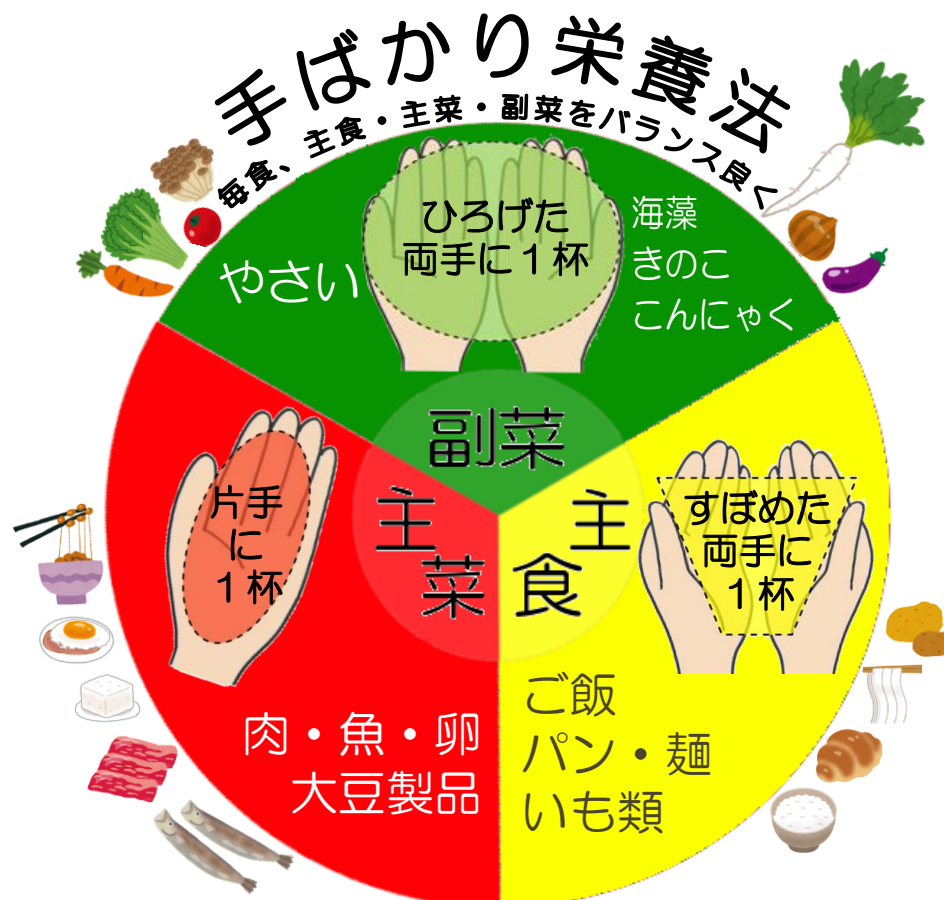 手ばかり栄養法
毎食、主食・主菜・副菜をバランス良く
やさい
ひろげた
両手に１杯
海藻
きのこ
こんにゃく
副菜
主
菜
主
食
片手
に
１杯
すぼめた
両手に
１杯
肉・魚・卵
大豆製品
ご飯
パン・麺
いも類